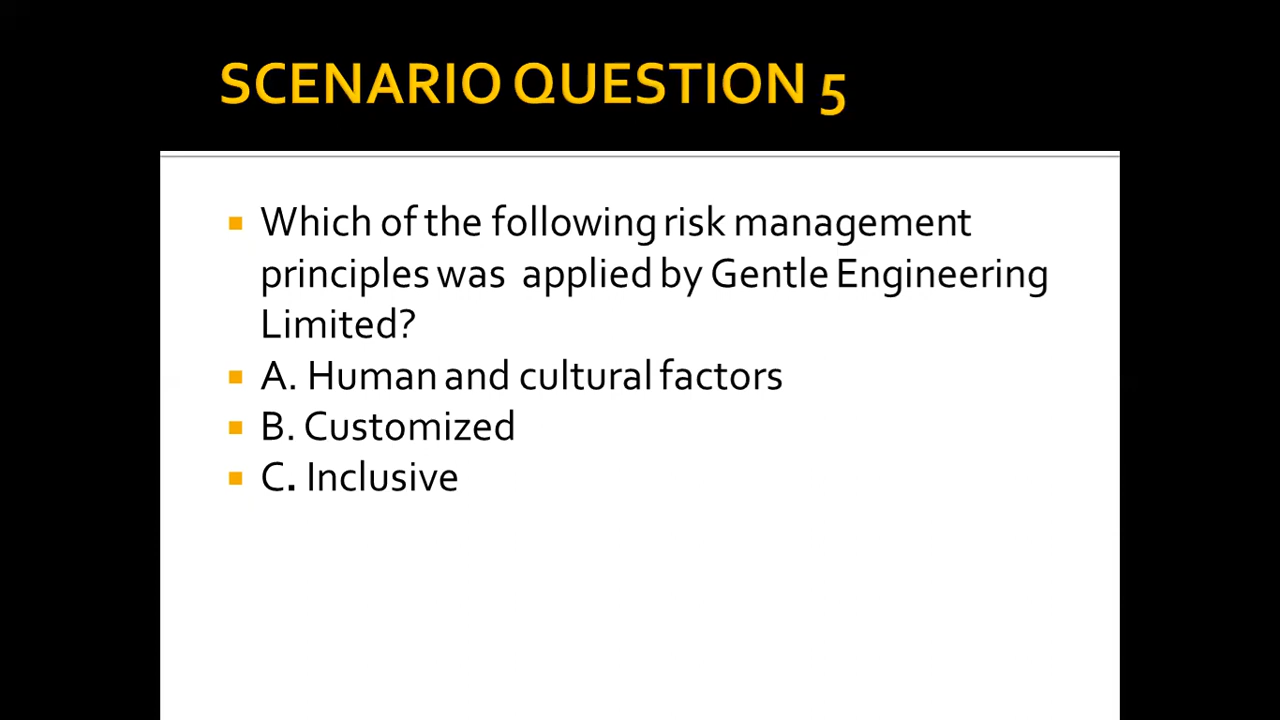 SCENARIO QUESTION 5
Which of the following risk management
principles was applied by Gentle Engineering
Limited?
A. Human and cultural factors
B. Customized
C. Inclusive